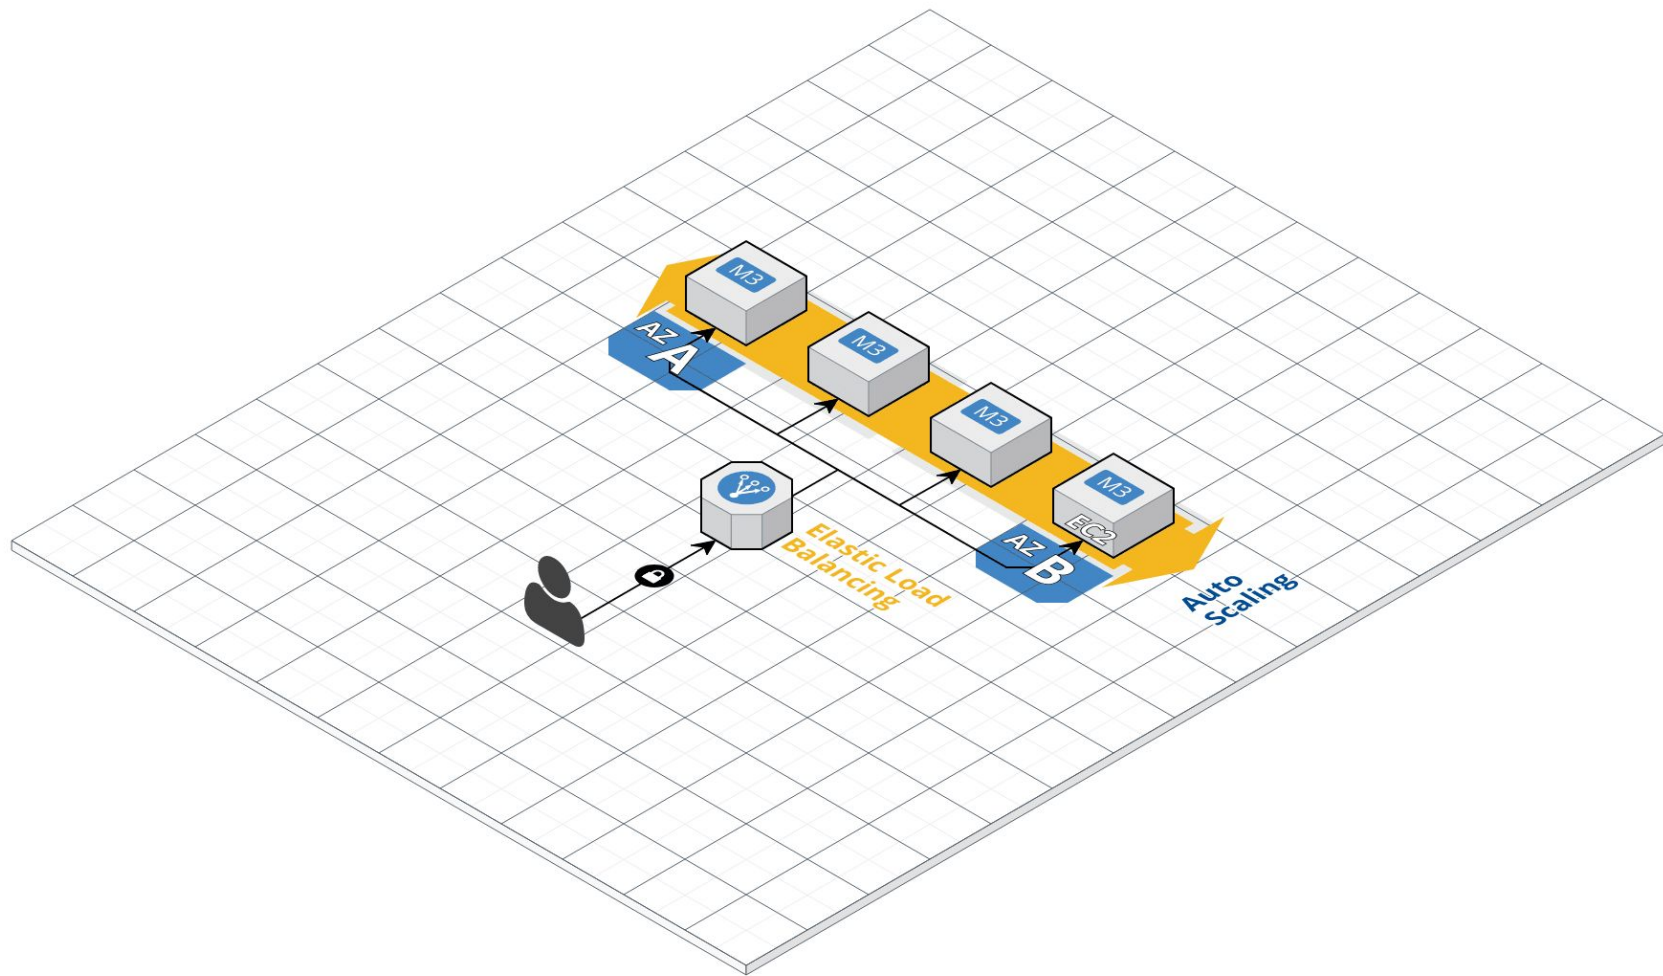 M3
M3
M3
M3
EC2
AZ
A
AZ
B
Elastic Load
Balancing
Auto
Scaling